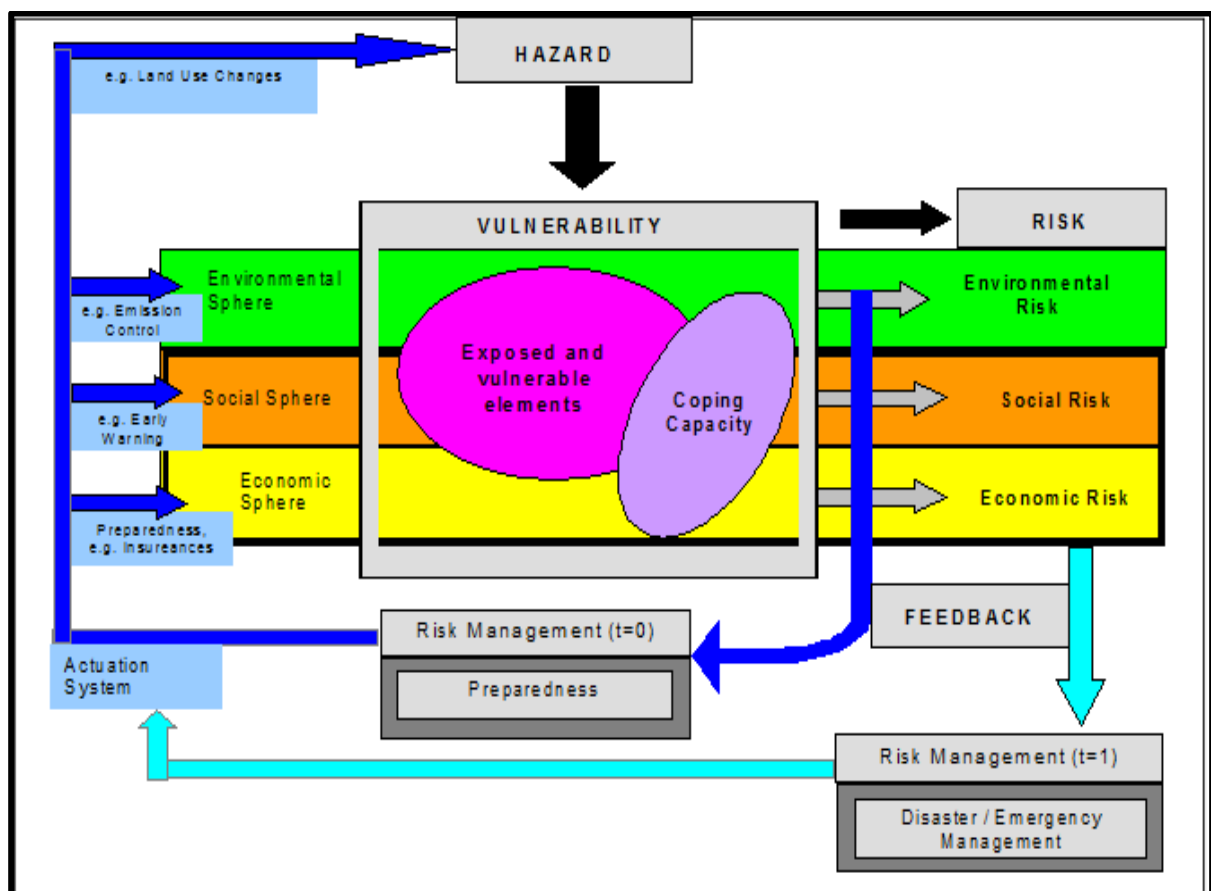 HAZARD
e.g. Land Use Changes
VULNERABILITY
RISK
Environmental
Sphere
Environmental
Risk
e.g. Emission
Control
Exposed and
vulnerable
elements
Coping
Capacity
Social Sphere
Social Risk
e.g. Early
Warning
Economic
Sphere
Economic Risk
Preparedness,
e.g. Insureances
Risk Management (t=0)
Preparedness
FEEDBACK
Actuation
System
Risk Management (t=1)
Disaster / Emergency
Management